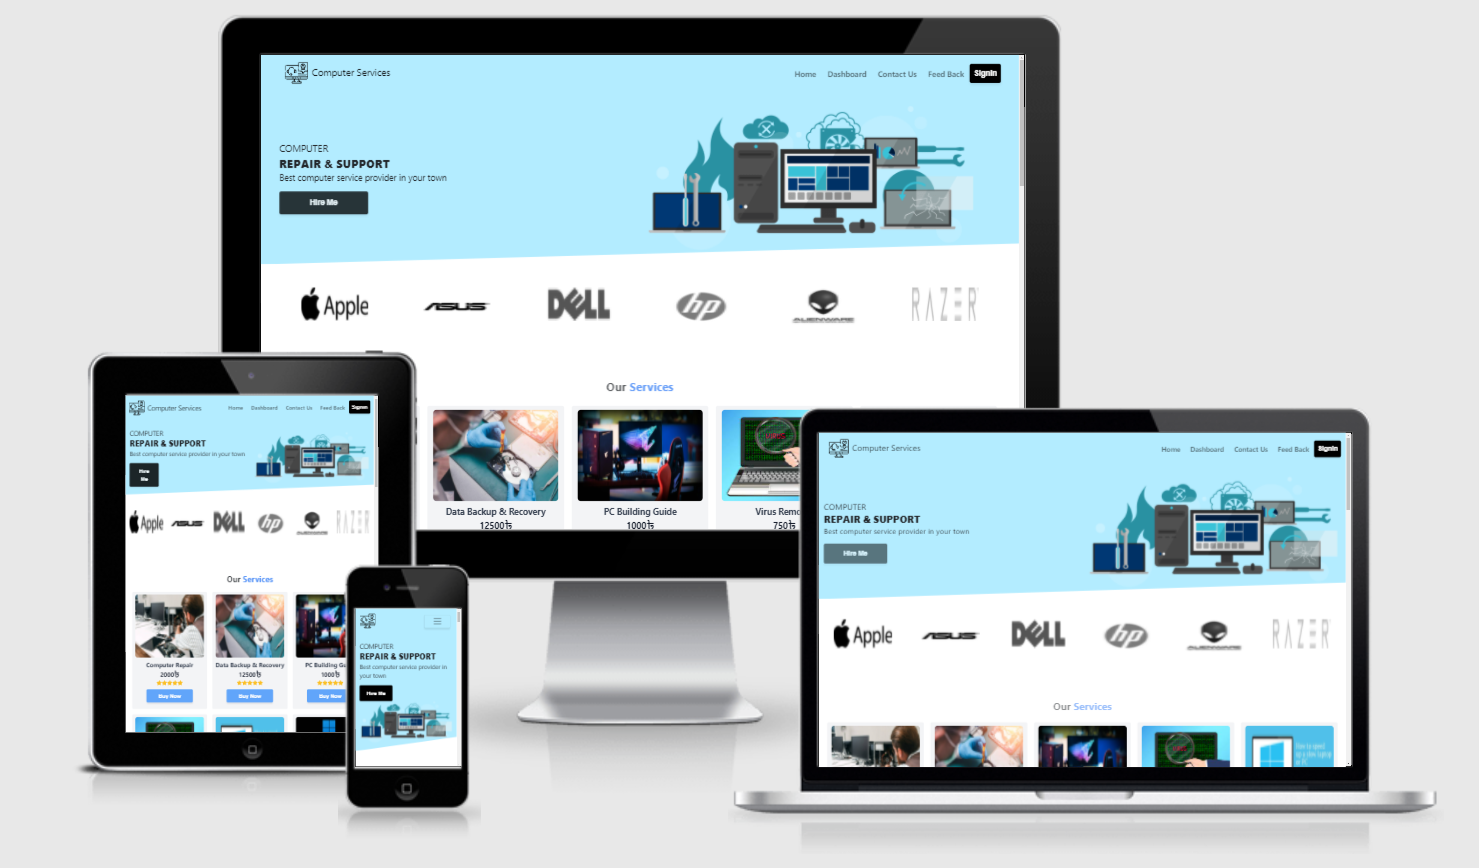 Computer Services
Home Dashboard Contact Us Feed Back SignIn
COMPUTER
REPAIR & SUPPORT
Best computer service provider in your town
Hire Me
Apple ASUS DELL hp ALIENWARE RAZER
Our Services
Data Backup & Recovery PC Building Guide Virus Remo
12500৳ 1000৳ 750৳
Computer Services
Home Dashboard Contact Us Feed Back SignIn
COMPUTER
REPAIR & SUPPORT
Best computer service provider in your town
Hire
Me
Apple ASUS DELL hp ALIENWARE RAZER
Our Services
Computer Repair Data Backup & Recovery PC Building Gu
2000৳ 12500৳ 1000৳
Buy Now Buy Now Buy Now
COMPUTER
REPAIR & SUPPORT
Best computer service provider in
your town
Hire Me
Computer Services
Home Dashboard Contact Us Feed Back SignIn
COMPUTER
REPAIR & SUPPORT
Best computer service provider in your town
Hire Me
Apple ASUS DELL hp ALIENWARE RAZER
Our Services
How to speed
up a slow laptop